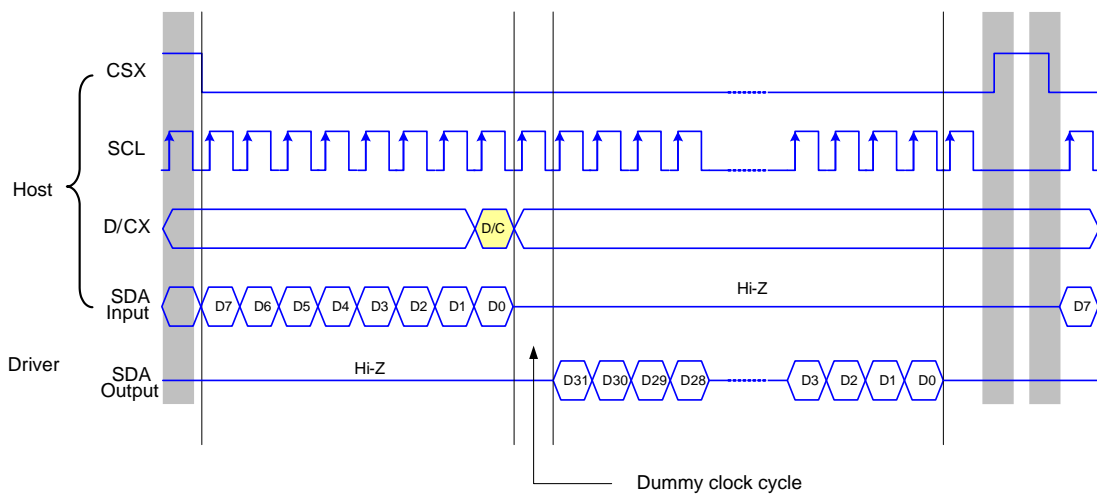 CSX
SCL
Host
D/CX
D/C
SDA
Input
D7 D6 D5 D4 D3 D2 D1 D0
Hi-Z
D7
Driver
SDA
Output
Hi-Z
D31 D30 D29 D28
D3 D2 D1 D0
Dummy clock cycle